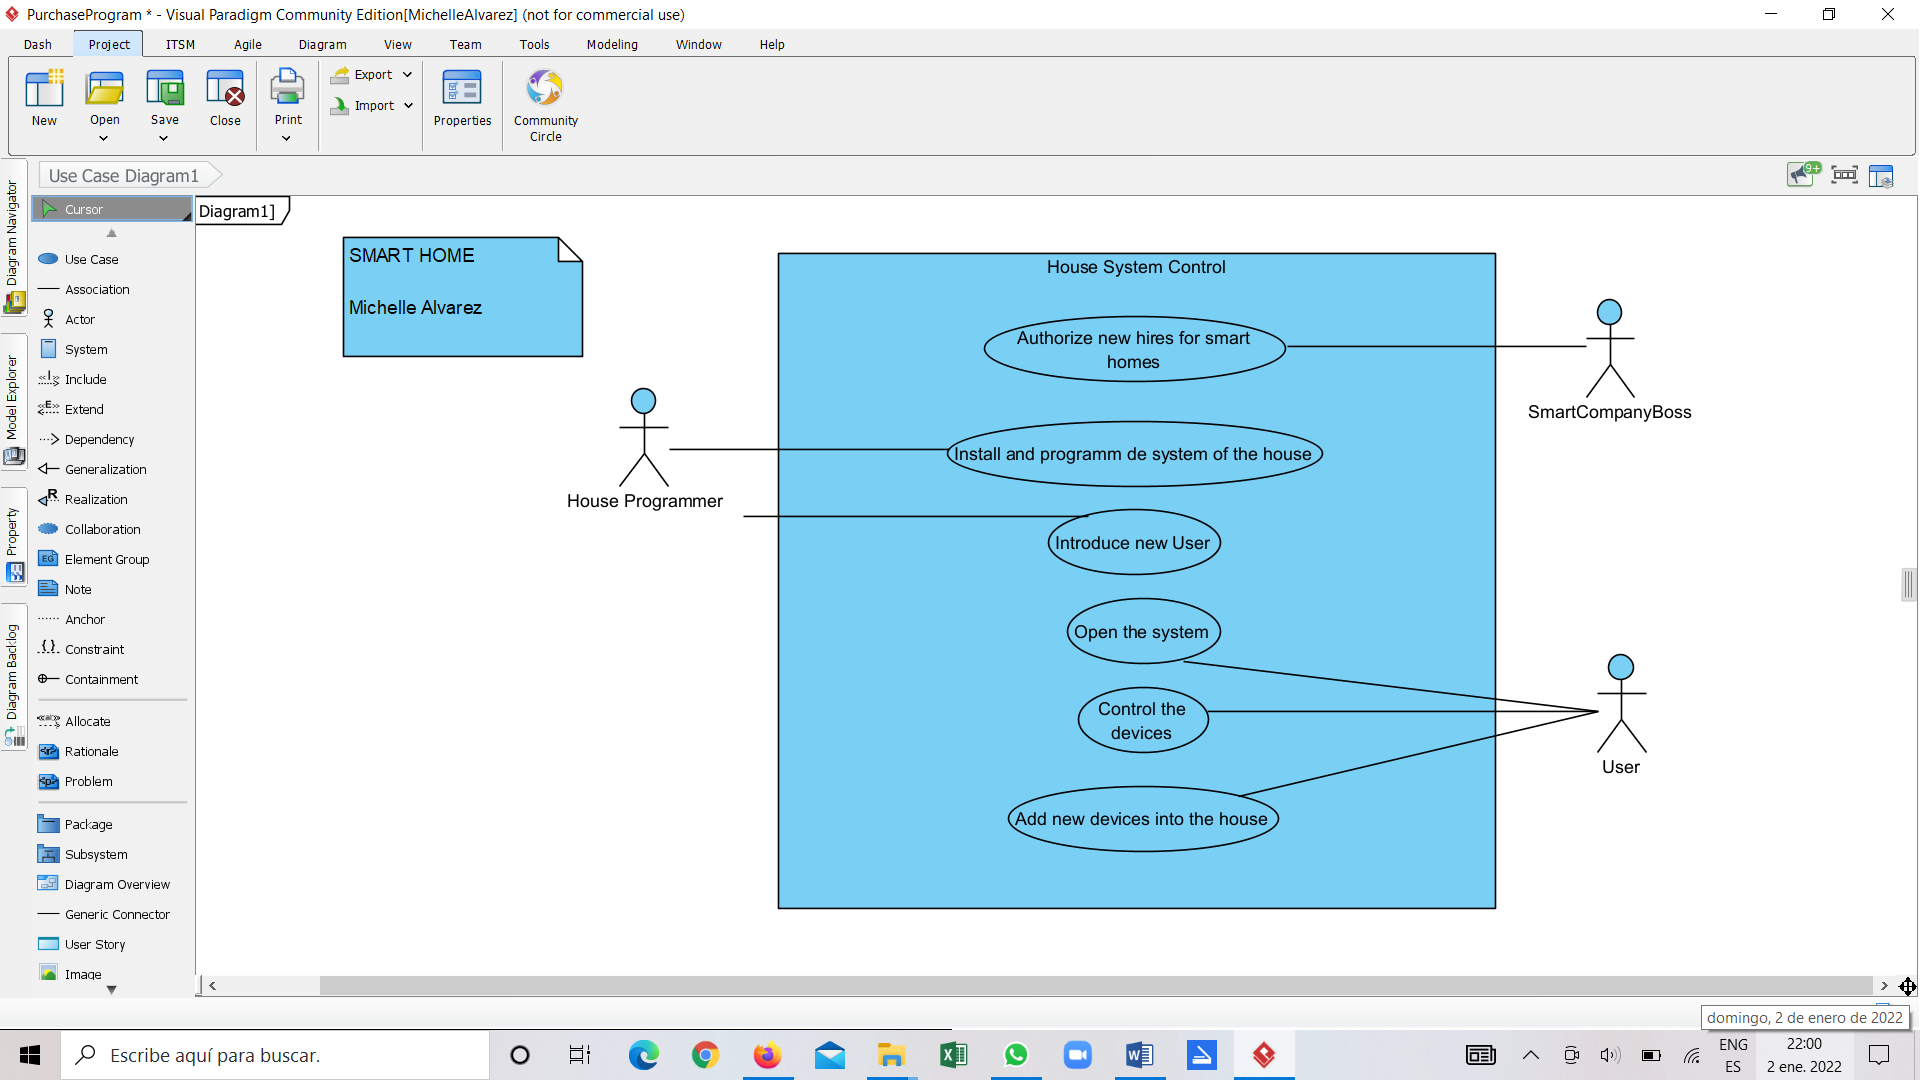 PurchaseProgram * - Visual Paradigm Community Edition[MichelleAlvarez] (not for commercial use)
Dash Project ITSM Agile Diagram View Team Tools Modeling Window Help
New Open Save Close Print Export Import Properties Community
Circle
Use Case Diagram1
9+
Diagram Navigator
Model Explorer
Property
Diagram Backlog
Cursor
Use Case
Association
Actor
System
Include
Extend
Dependency
Generalization
Realization
Collaboration
Element Group
Note
Anchor
Constraint
Containment
Allocate
Rationale
Problem
Package
Subsystem
Diagram Overview
Generic Connector
User Story
Image
Diagram1]
SMART HOME
Michelle Alvarez
House System Control
Authorize new hires for smart
homes
SmartCompanyBoss
Install and programm de system of the house
House Programmer
Introduce new User
Open the system
Control the
devices
User
Add new devices into the house
domingo, 2 de enero de 2022
Escribe aquí para buscar.
ENG
ES
22:00
2 ene. 2022